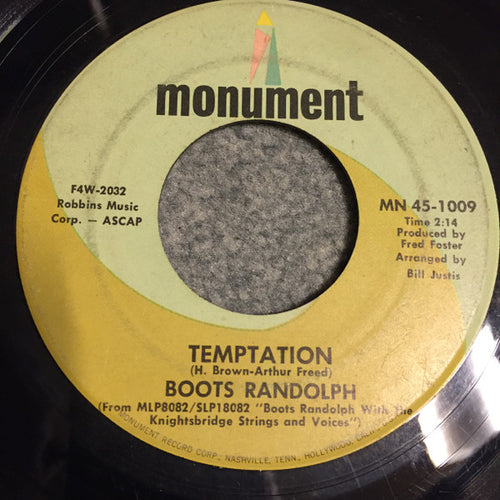 monument
F4W-2032
Robbins Music
Corp. — ASCAP
MN 45-1009
Time 2:14
Produced by
Fred Foster
Arranged by
Bill Justis
TEMPTATION
(H. Brown-Arthur Freed)
BOOTS RANDOLPH
(From MLP8082/SLP18082 "Boots Randolph With the
Knightsbridge Strings and Voices")
MONUMENT RECORD CORP., NASHVILLE, TENN., HOLLYWOOD,